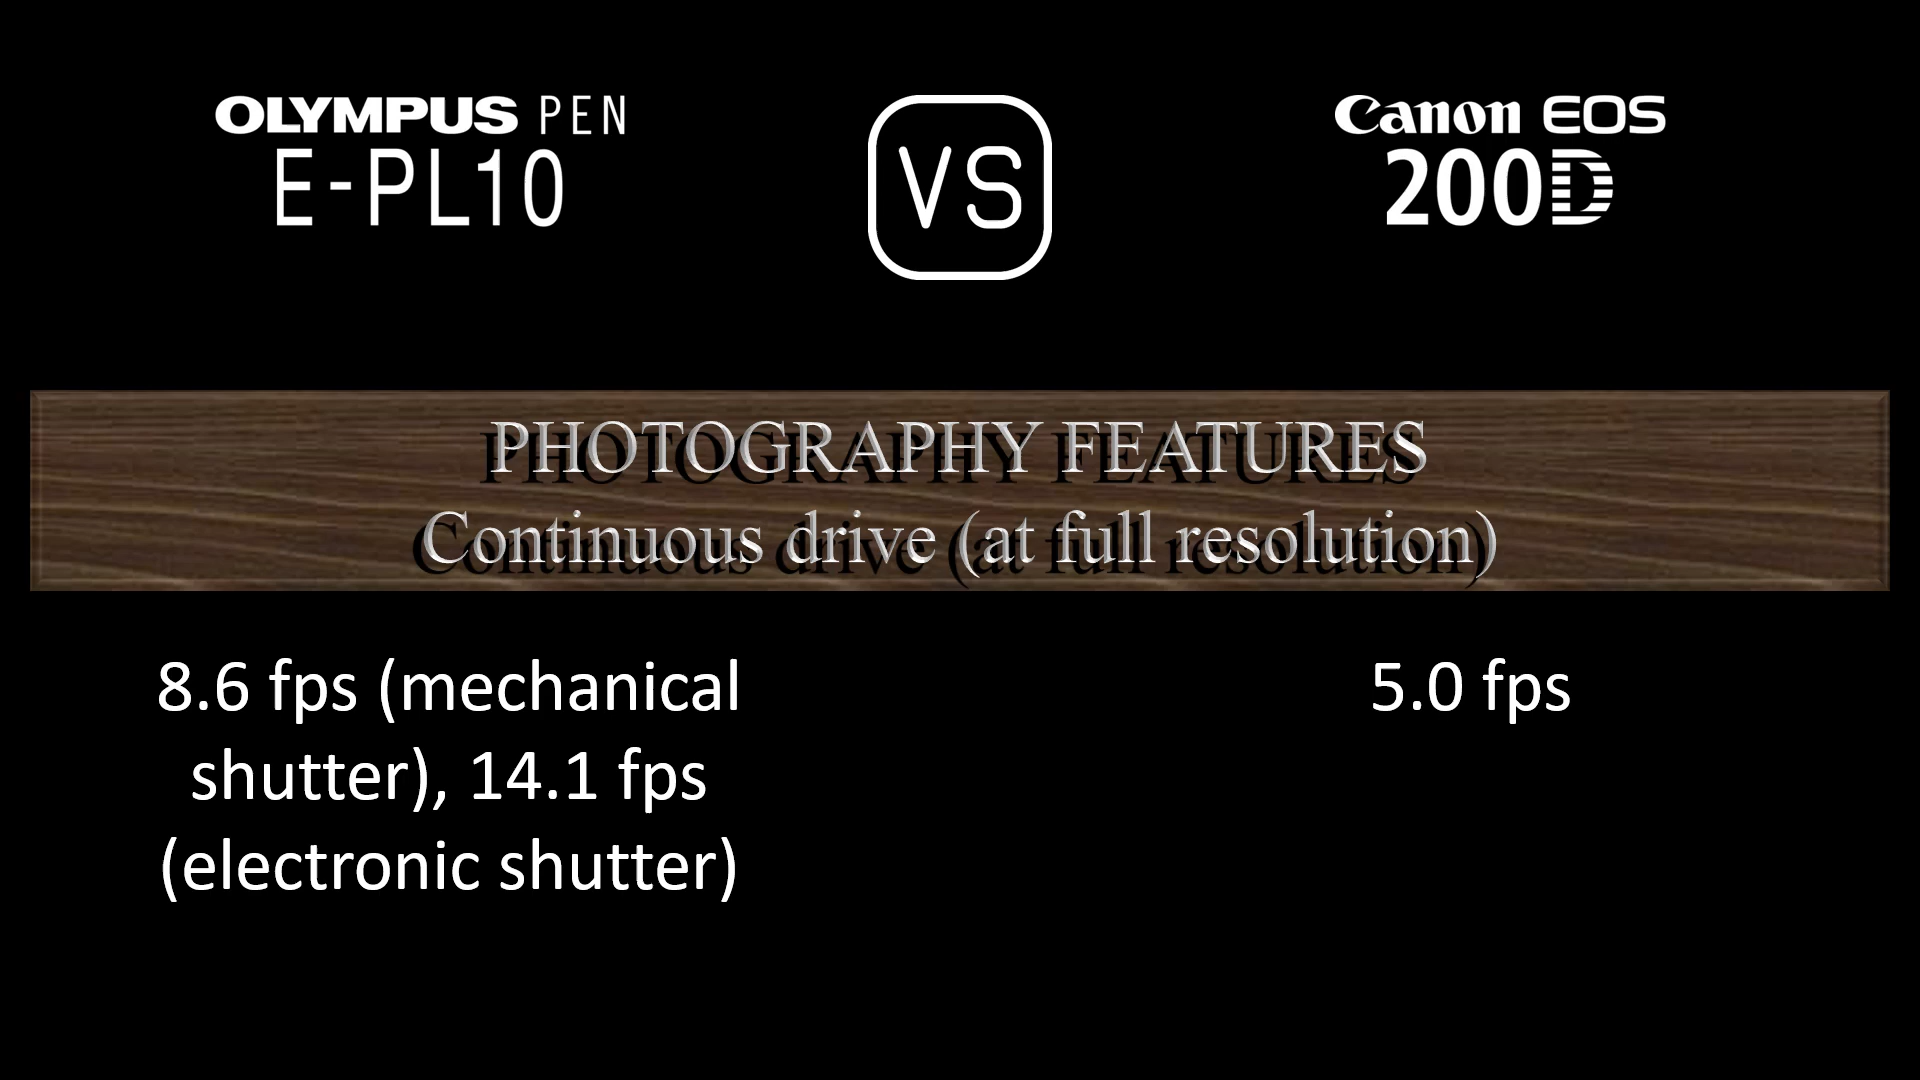 OLYMPUS PEN
E-PL10
VS
Canon EOS
200D
PHOTOGRAPHY FEATURES
Continuous drive (at full resolution)
8.6 fps (mechanical
shutter), 14.1 fps
(electronic shutter)
5.0 fps